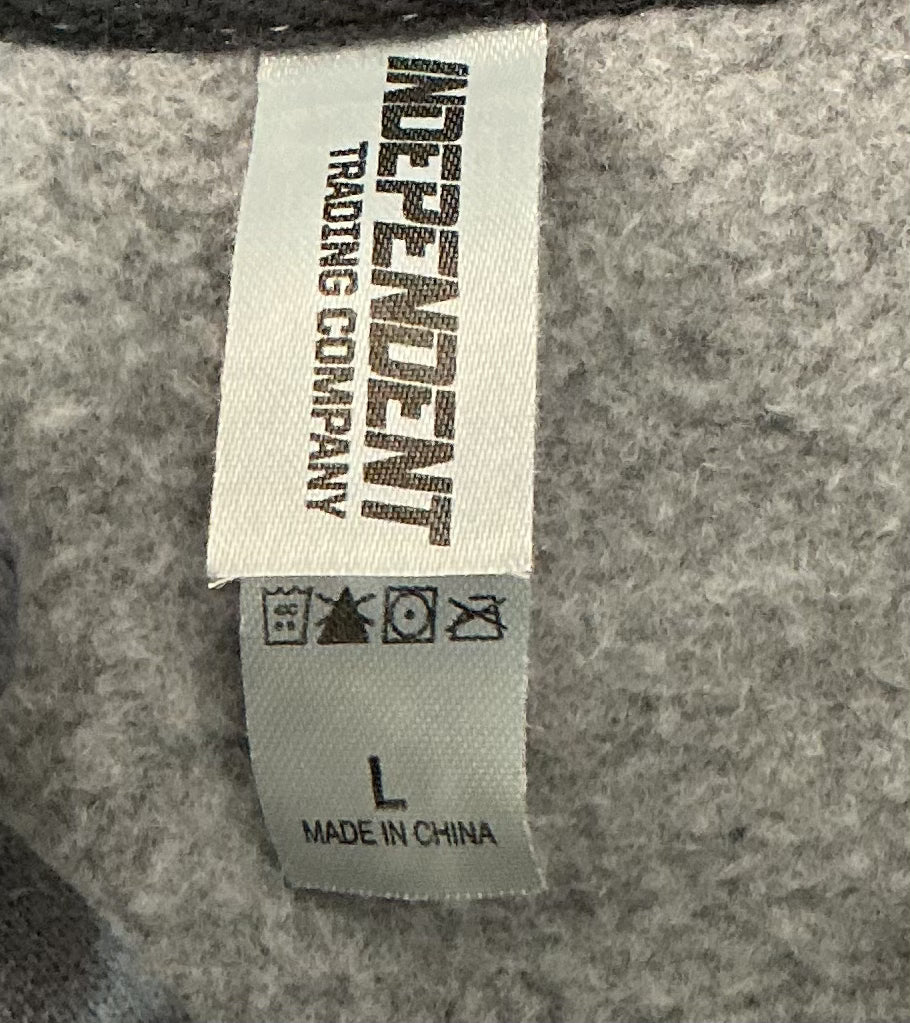 INDEPENDENT
TRADING COMPANY
L
MADE IN CHINA